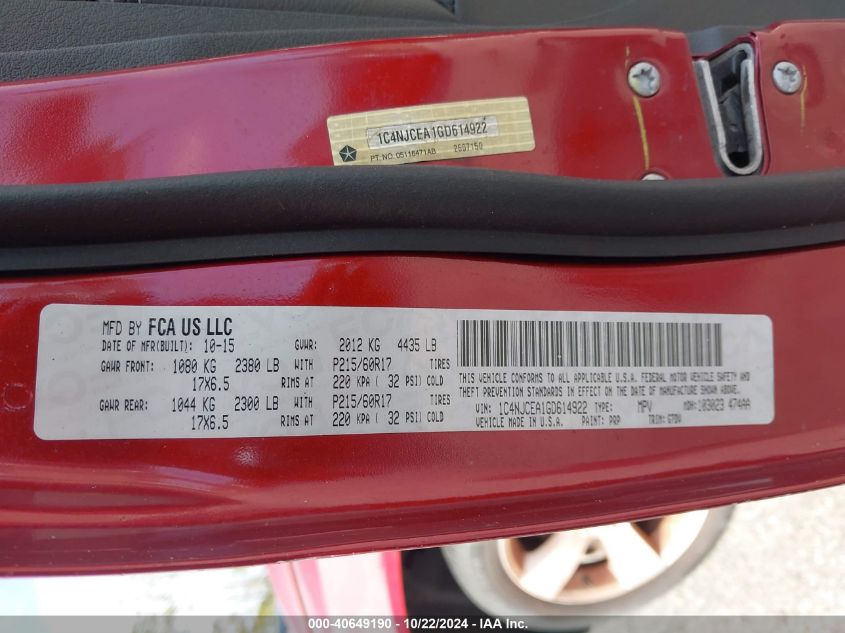 1C4NJCEA1GD614922
PT. NO. 05116471AB 2607150
MFD BY FCA US LLC
DATE OF MFR(BUILT): 10-15 GVWR: 2012 KG 4435 LB
GAWR FRONT: 1080 KG 2380 LB WITH P215/60R17 TIRES
17X6.5 RIMS AT 220 KPA ( 32 PSI) COLD
GAWR REAR: 1044 KG 2300 LB WITH P215/60R17 TIRES
17X6.5 RIMS AT 220 KPA ( 32 PSI) COLD
THIS VEHICLE CONFORMS TO ALL APPLICABLE U.S.A. FEDERAL MOTOR VEHICLE SAFETY AND
THEFT PREVENTION STANDARDS IN EFFECT ON THE DATE OF MANUFACTURE SHOWN ABOVE.
VIN: 1C4NJCEA1GD614922 TYPE: MPV MDH:103023 474AA
VEHICLE MADE IN U.S.A. PAINT: PRP TRIM:
000-40649190 - 10/22/2024 - IAA Inc.